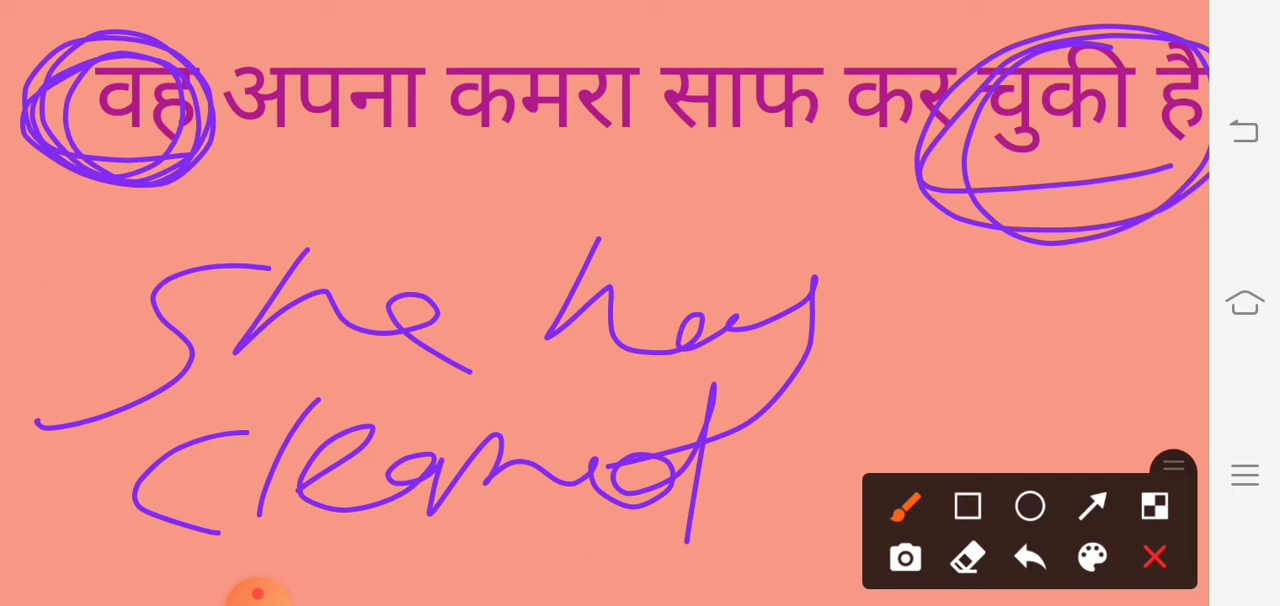 वह अपना कमरा साफ कर चुकी है
She has
cleaned